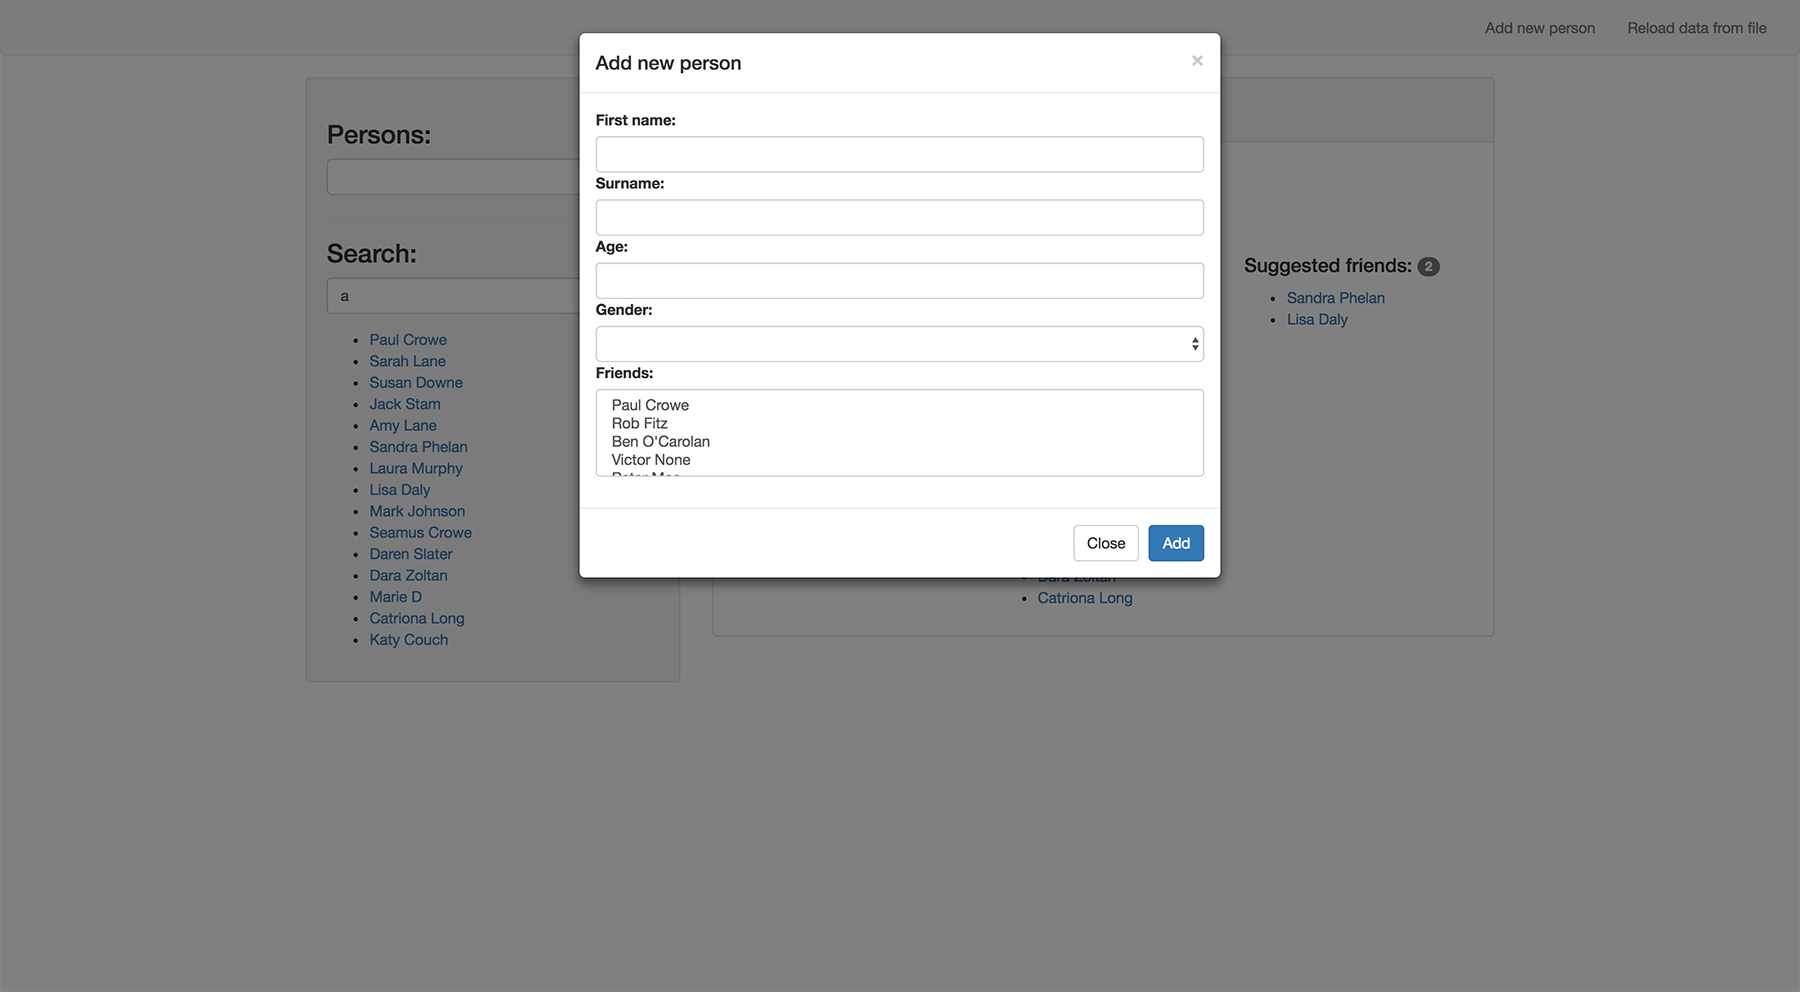 Add new person
Reload data from file
Add new person
×
First name:
Surname:
Age:
Gender:
Friends:
Paul Crowe
Rob Fitz
Ben O'Carolan
Victor None
Close
Add
Persons:
Search:
a
Paul Crowe
Sarah Lane
Susan Downe
Jack Stam
Amy Lane
Sandra Phelan
Laura Murphy
Lisa Daly
Mark Johnson
Seamus Crowe
Daren Slater
Dara Zoltan
Marie D
Catriona Long
Katy Couch
Dara Zoltan
Catriona Long
Suggested friends: 2
Sandra Phelan
Lisa Daly